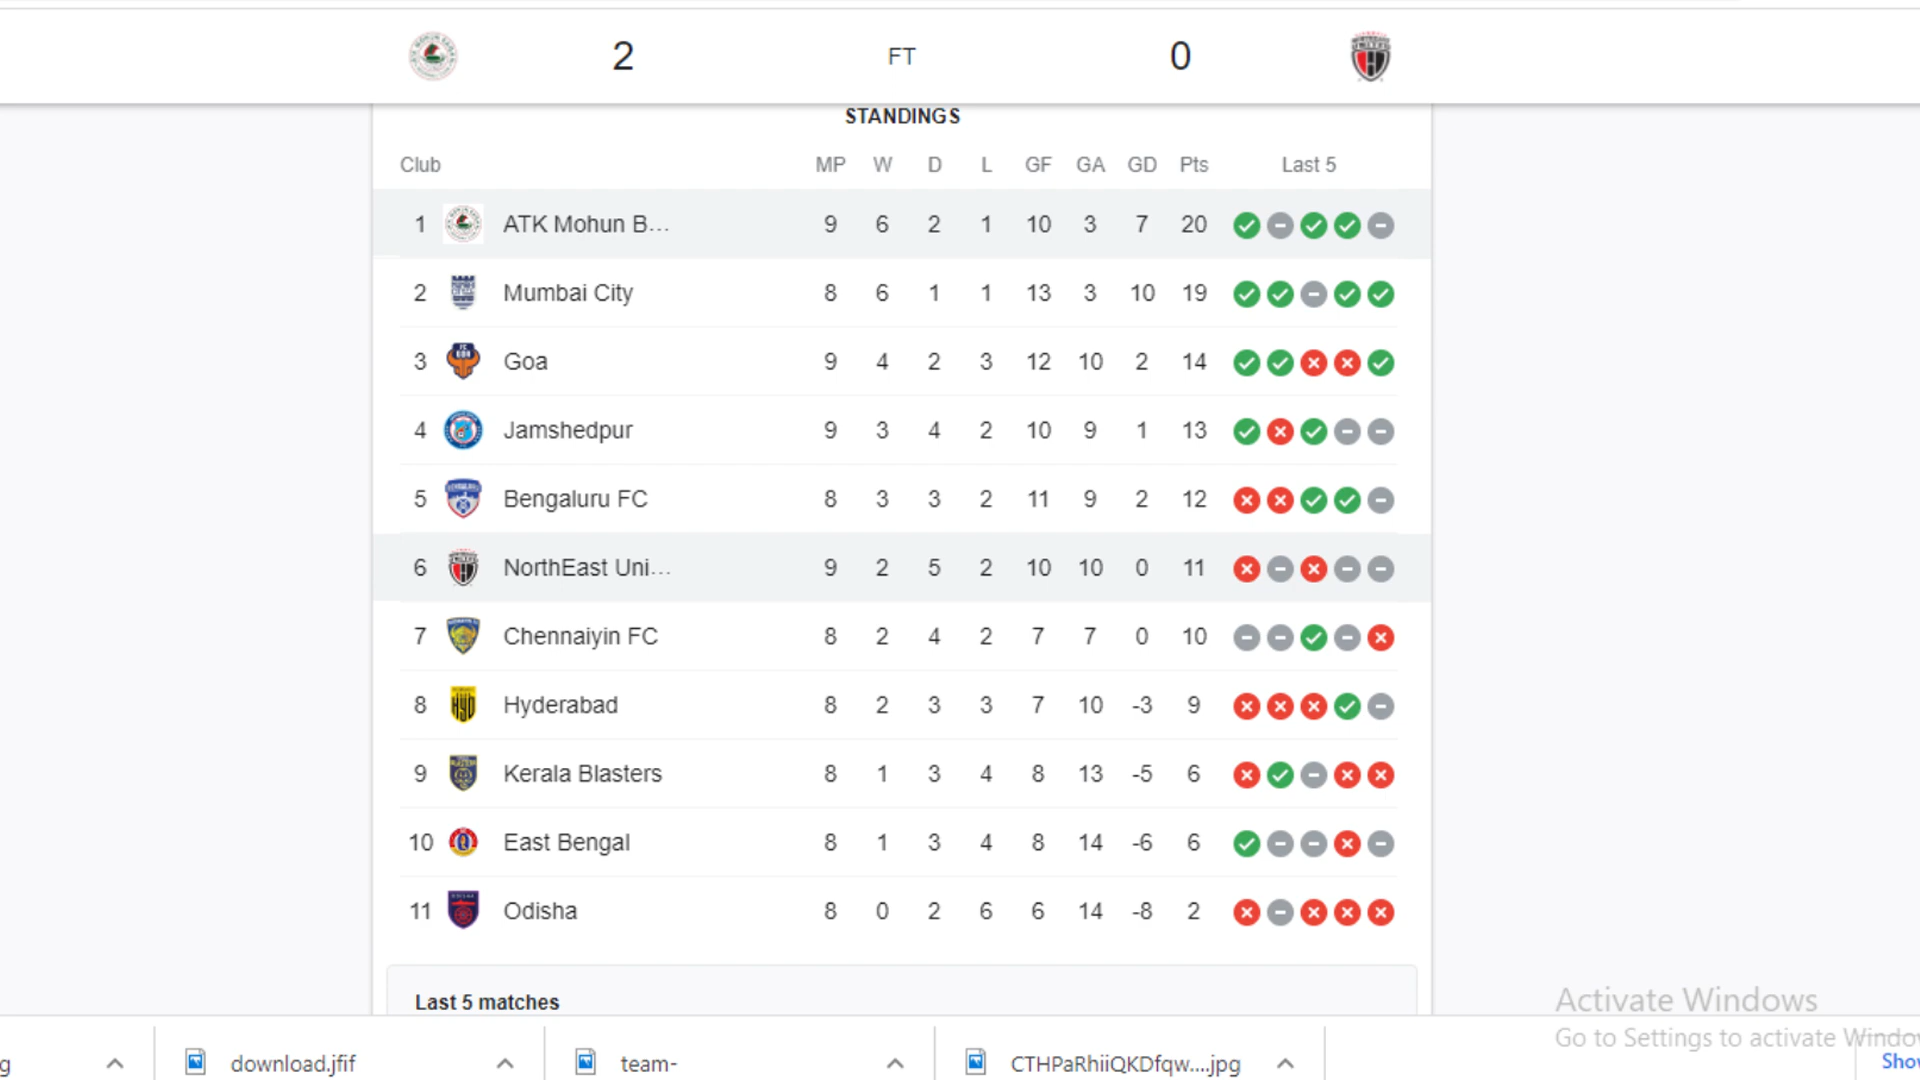 2 FT 0
STANDINGS
Club MP W D L GF GA GD Pts Last 5
1 ATK Mohun B... 9 6 2 1 10 3 7 20
2 Mumbai City 8 6 1 1 13 3 10 19
3 Goa 9 4 2 3 12 10 2 14
4 Jamshedpur 9 3 4 2 10 9 1 13
5 Bengaluru FC 8 3 3 2 11 9 2 12
6 NorthEast Uni... 9 2 5 2 10 10 0 11
7 Chennaiyin FC 8 2 4 2 7 7 0 10
8 Hyderabad 8 2 3 3 7 10 -3 9
9 Kerala Blasters 8 1 3 4 8 13 -5 6
10 East Bengal 8 1 3 4 8 14 -6 6
11 Odisha 8 0 2 6 6 14 -8 2
Last 5 matches
Activate Windows
Go to Settings to activate Windo
g download.jfif team- CTHPaRhiiQKDfqw....jpg Show